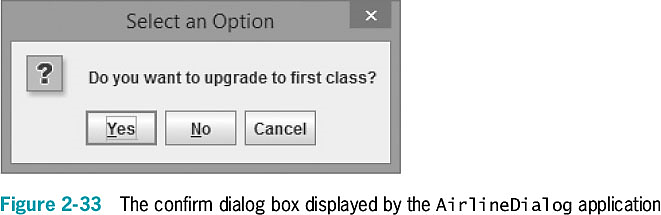 Select an Option
×
?
Do you want to upgrade to first class?
Yes No Cancel
Figure 2-33 The confirm dialog box displayed by the AirlineDialog application